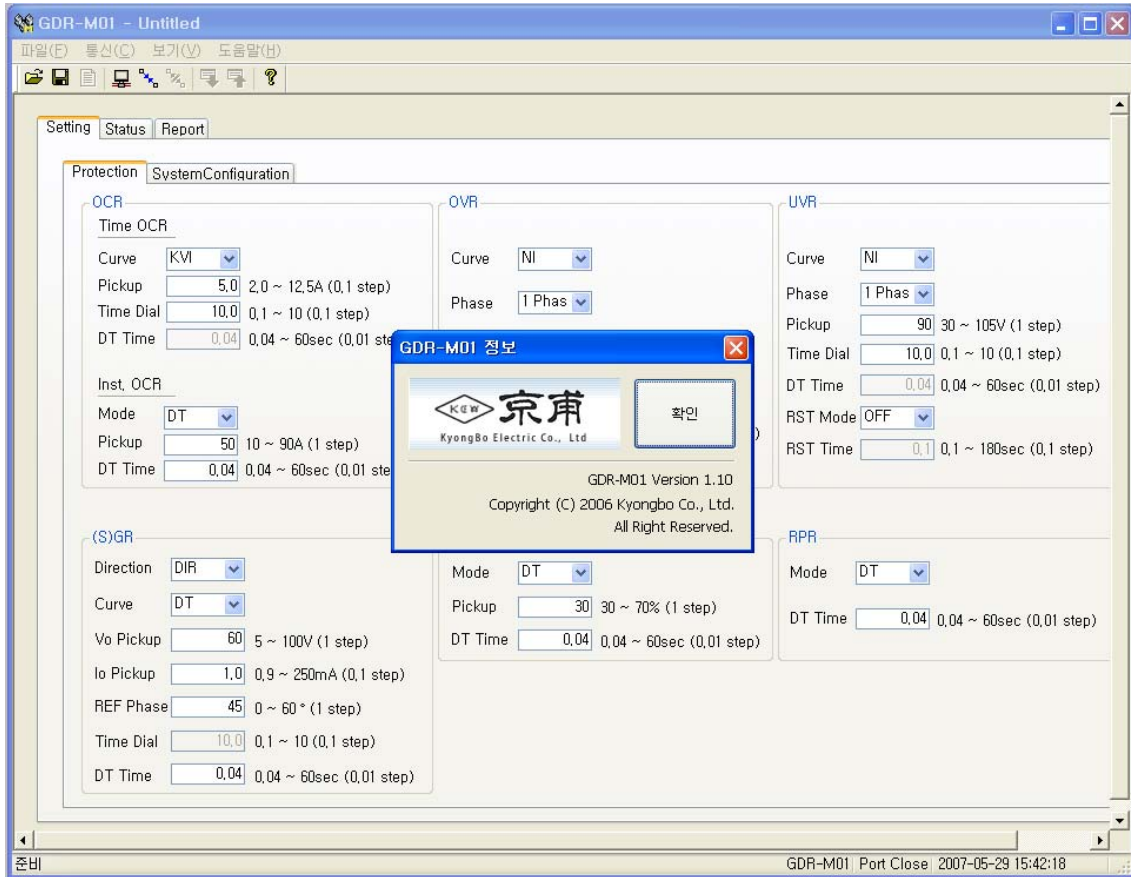 GDR-M01 - Untitled
파일(F) 통신(C) 보기(V) 도움말(H)
Setting Status Report
Protection SystemConfiguration
OCR
Time OCR
Curve KVI
Pickup 5.0 2.0 ~ 12.5A (0.1 step)
Time Dial 10.0 0.1 ~ 10 (0.1 step)
DT Time 0.04 0.04 ~ 60sec (0.01 ste
Inst. OCR
Mode DT
Pickup 50 10 ~ 90A (1 step)
DT Time 0.04 0.04 ~ 60sec (0.01 ste
OVR
Curve NI
Phase 1 Phas
UVR
Curve NI
Phase 1 Phas
Pickup 90 30 ~ 105V (1 step)
Time Dial 10.0 0.1 ~ 10 (0.1 step)
DT Time 0.04 0.04 ~ 60sec (0.01 step)
RST Mode OFF
RST Time 0.1 0.1 ~ 180sec (0.1 step)
GDR-M01 정보
KEW 京甫
KyongBo Electric Co., Ltd
확인
GDR-M01 Version 1.10
Copyright (C) 2006 Kyongbo Co., Ltd.
All Right Reserved.
(S)GR
Direction DIR
Curve DT
Vo Pickup 60 5 ~ 100V (1 step)
Io Pickup 1.0 0.9 ~ 250mA (0.1 step)
REF Phase 45 0 ~ 60° (1 step)
Time Dial 10.0 0.1 ~ 10 (0.1 step)
DT Time 0.04 0.04 ~ 60sec (0.01 step)
Mode DT
Pickup 30 30 ~ 70% (1 step)
DT Time 0.04 0.04 ~ 60sec (0.01 step)
RPR
Mode DT
DT Time 0.04 0.04 ~ 60sec (0.01 step)
준비
GDR-M01 Port Close 2007-05-29 15:42:18